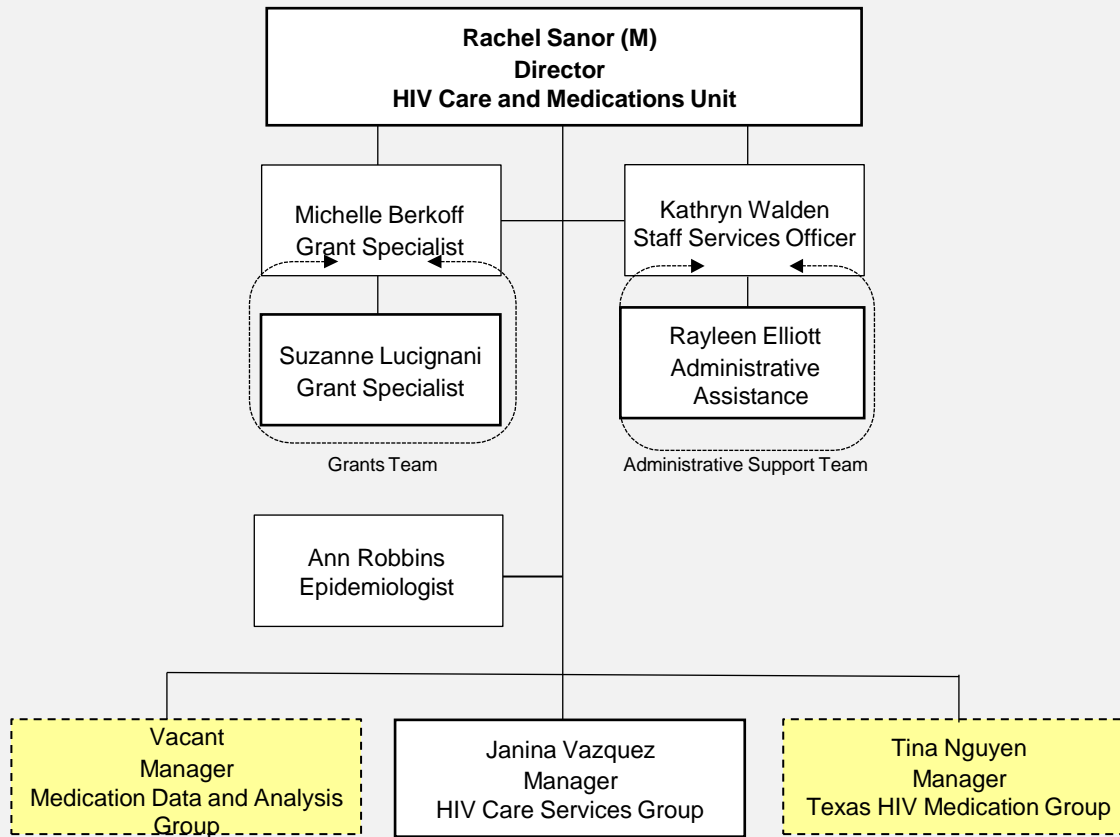 Rachel Sanor (M)
Director
HIV Care and Medications Unit
Michelle Berkoff
Grant Specialist
Kathryn Walden
Staff Services Officer
Suzanne Lucignani
Grant Specialist
Rayleen Elliott
Administrative
Assistance
Grants Team
Administrative Support Team
Ann Robbins
Epidemiologist
Vacant
Manager
Medication Data and Analysis
Group
Janina Vazquez
Manager
HIV Care Services Group
Tina Nguyen
Manager
Texas HIV Medication Group